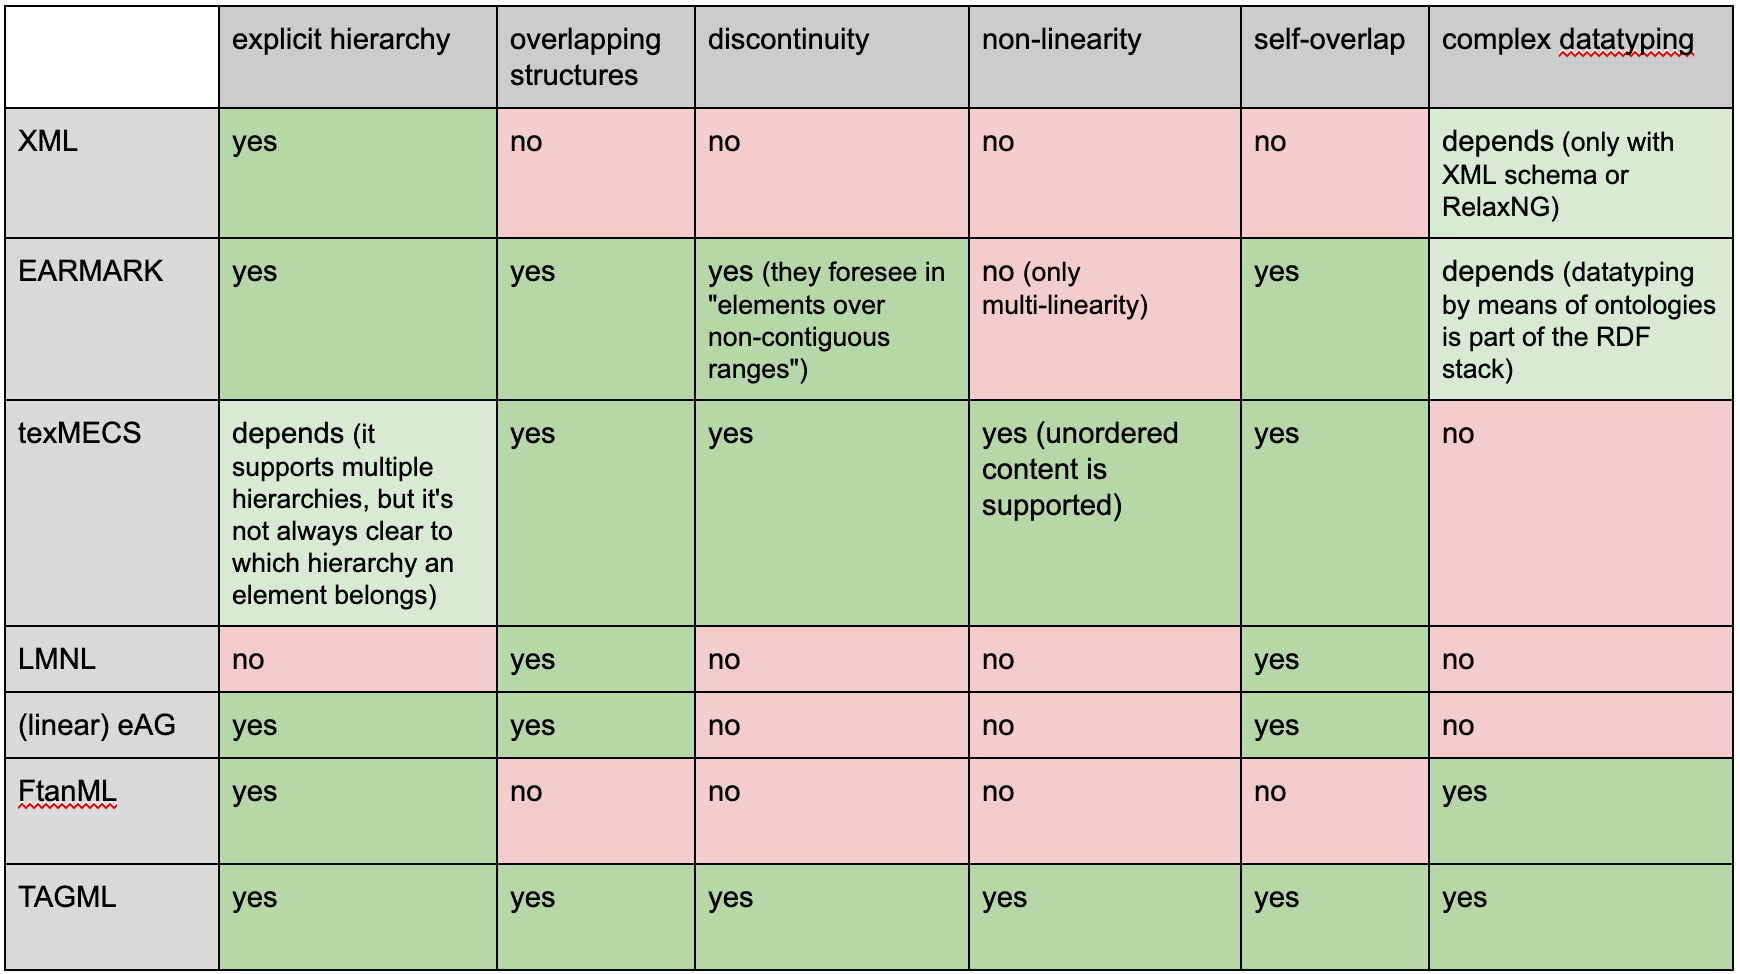 explicit hierarchy
overlapping
structures
discontinuity
non-linearity
self-overlap
complex datatyping
XML
yes
no
no
no
no
depends (only with
XML schema or
RelaxNG)
EARMARK
yes
yes
yes (they foresee in
"elements over
non-contiguous
ranges")
no (only
multi-linearity)
yes
depends (datatyping
by means of ontologies
is part of the RDF
stack)
texMECS
depends (it
supports multiple
hierarchies, but it's
not always clear to
which hierarchy an
element belongs)
yes
yes
yes (unordered
content is
supported)
yes
no
LMNL
no
yes
no
no
yes
no
(linear) eAG
yes
yes
no
no
yes
no
FtanML
yes
no
no
no
no
yes
TAGML
yes
yes
yes
yes
yes
yes